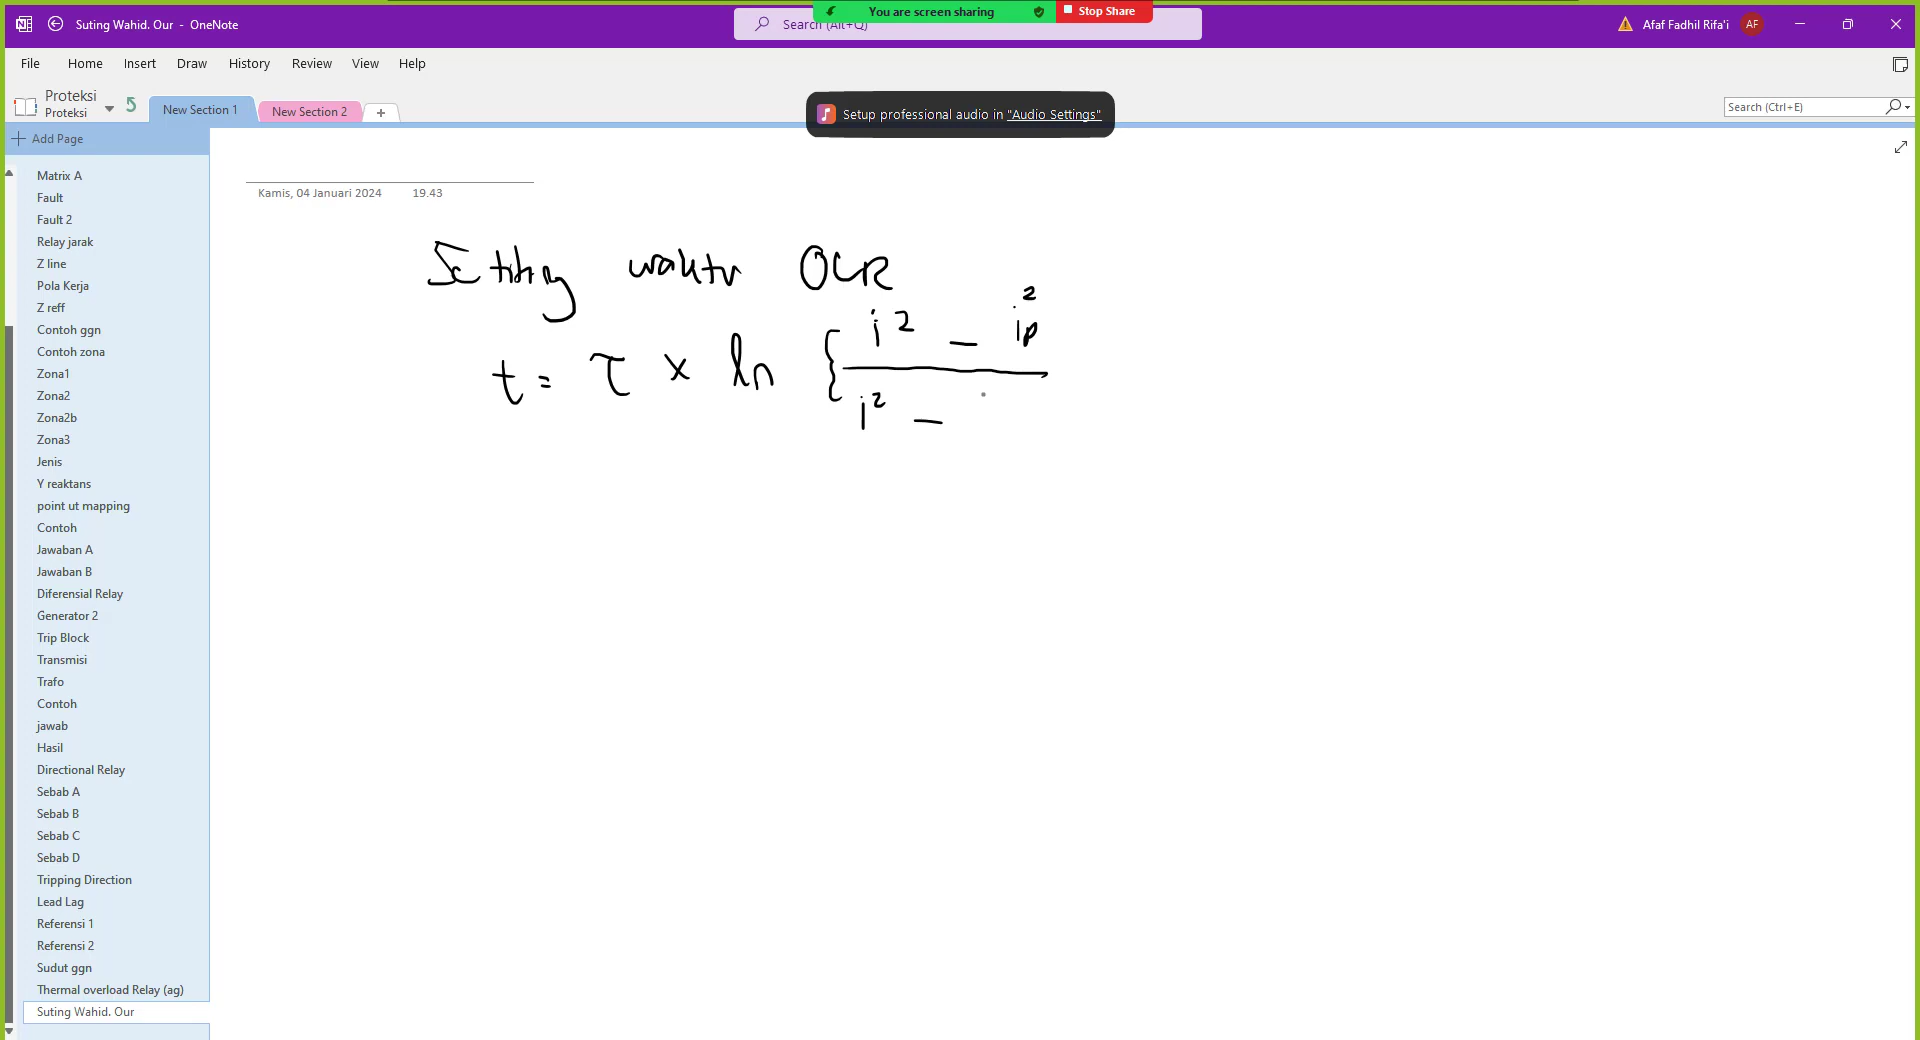 Suting Wahid. Our - OneNote
You are screen sharing
Stop Share
Search (Alt+Q)
Afaf Fadhil Rifa'i
AF
File Home Insert Draw History Review View Help
Proteksi
Proteksi
New Section 1
New Section 2
Setup professional audio in "Audio Settings"
Search (Ctrl+E)
Add Page
Matrix A
Fault
Fault 2
Relay jarak
Z line
Pola Kerja
Z reff
Contoh ggn
Contoh zona
Zona1
Zona2
Zona2b
Zona3
Jenis
Y reaktans
point ut mapping
Contoh
Jawaban A
Jawaban B
Diferensial Relay
Generator 2
Trip Block
Transmisi
Trafo
Contoh
jawab
Hasil
Directional Relay
Sebab A
Sebab B
Sebab C
Sebab D
Tripping Direction
Lead Lag
Referensi 1
Referensi 2
Sudut ggn
Thermal overload Relay (ag)
Suting Wahid. Our
Kamis, 04 Januari 2024 19.43
Setting waktu OCR
i² - ip²
t = τ x ln {
i² -